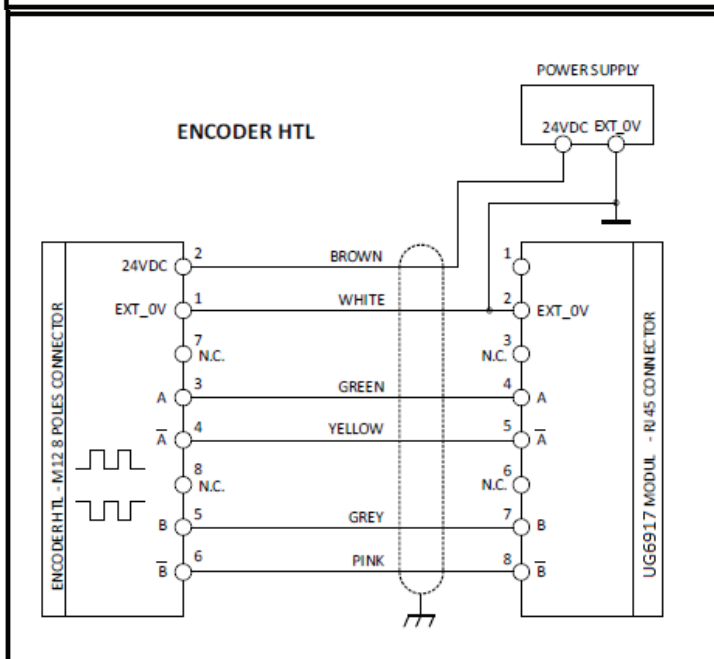 POWER SUPPLY
24VDC EXT_0V
ENCODER HTL
ENCODER HTL - M12 8 POLES CONNECTOR
24VDC 2 BROWN 1
EXT_0V 1 WHITE 2 EXT_0V
7 N.C. 3 N.C.
A 3 GREEN 4 A
A̅ 4 YELLOW 5 A̅
8 N.C. 6 N.C.
B 5 GREY 7 B
B̅ 6 PINK 8 B̅
UG6917 MODUL - RJ45 CONNECTOR